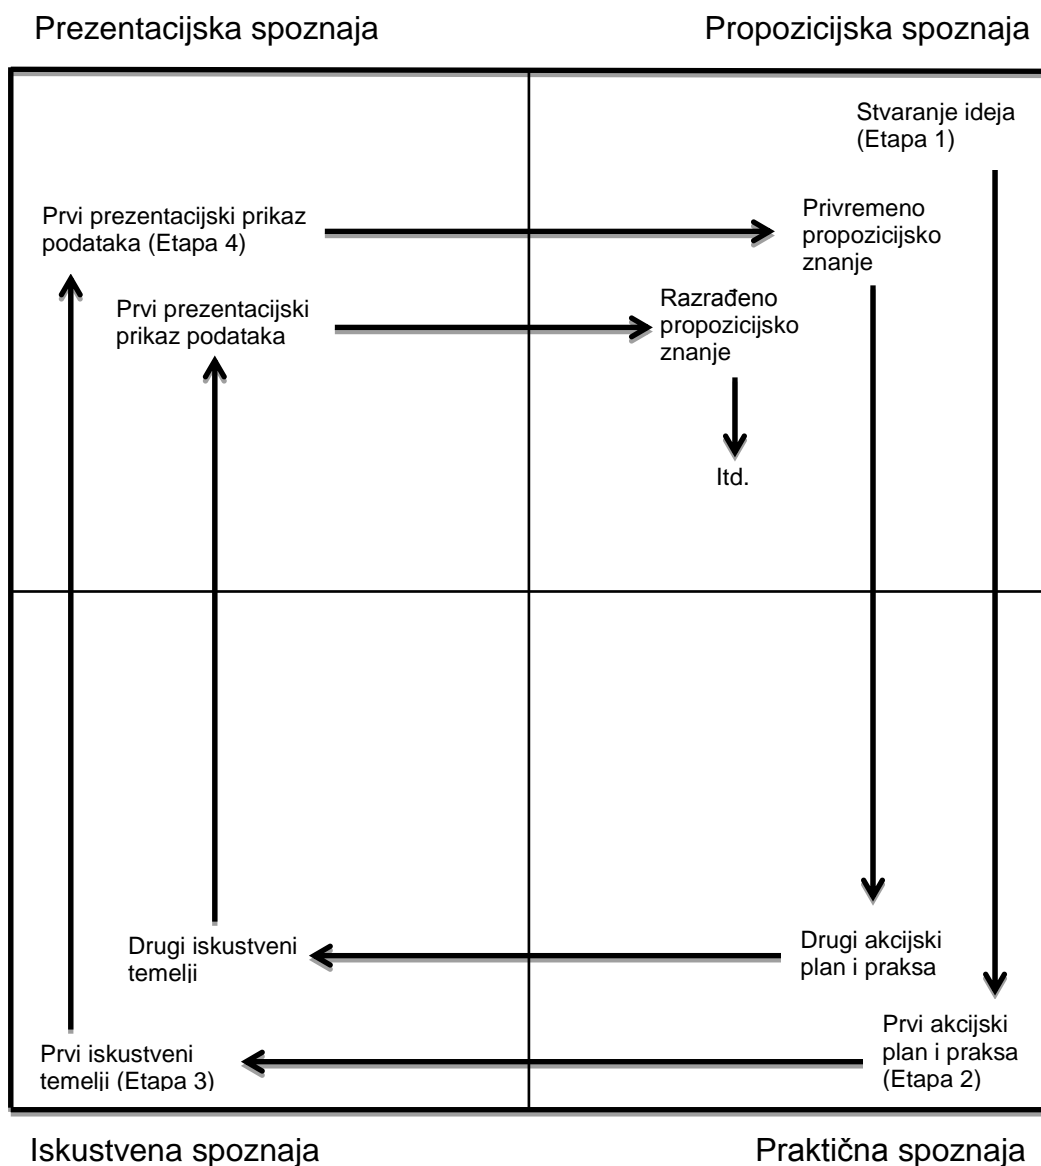 Prezentacijska spoznaja
Propozicijska spoznaja
Stvaranje ideja
(Etapa 1)
Prvi prezentacijski prikaz
podataka (Etapa 4)
Privremeno
propozicijsko
znanje
Prvi prezentacijski
prikaz podataka
Razrađeno
propozicijsko
znanje
Itd.
Drugi iskustveni
temelji
Drugi akcijski
plan i praksa
Prvi iskustveni
temelji (Etapa 3)
Prvi akcijski
plan i praksa
(Etapa 2)
Iskustvena spoznaja
Praktična spoznaja